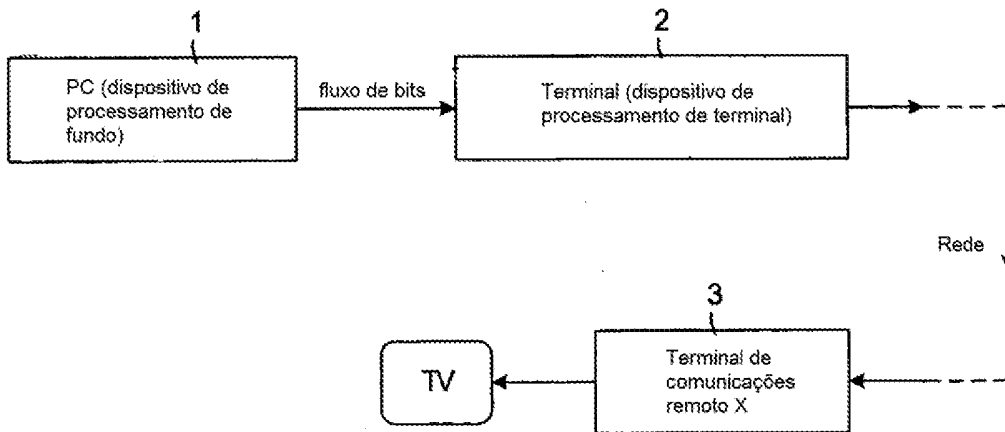 1
PC (dispositivo de
processamento de
fundo)
fluxo de bits
2
Terminal (dispositivo de
processamento de terminal)
Rede
3
Terminal de
comunicações
remoto X
TV